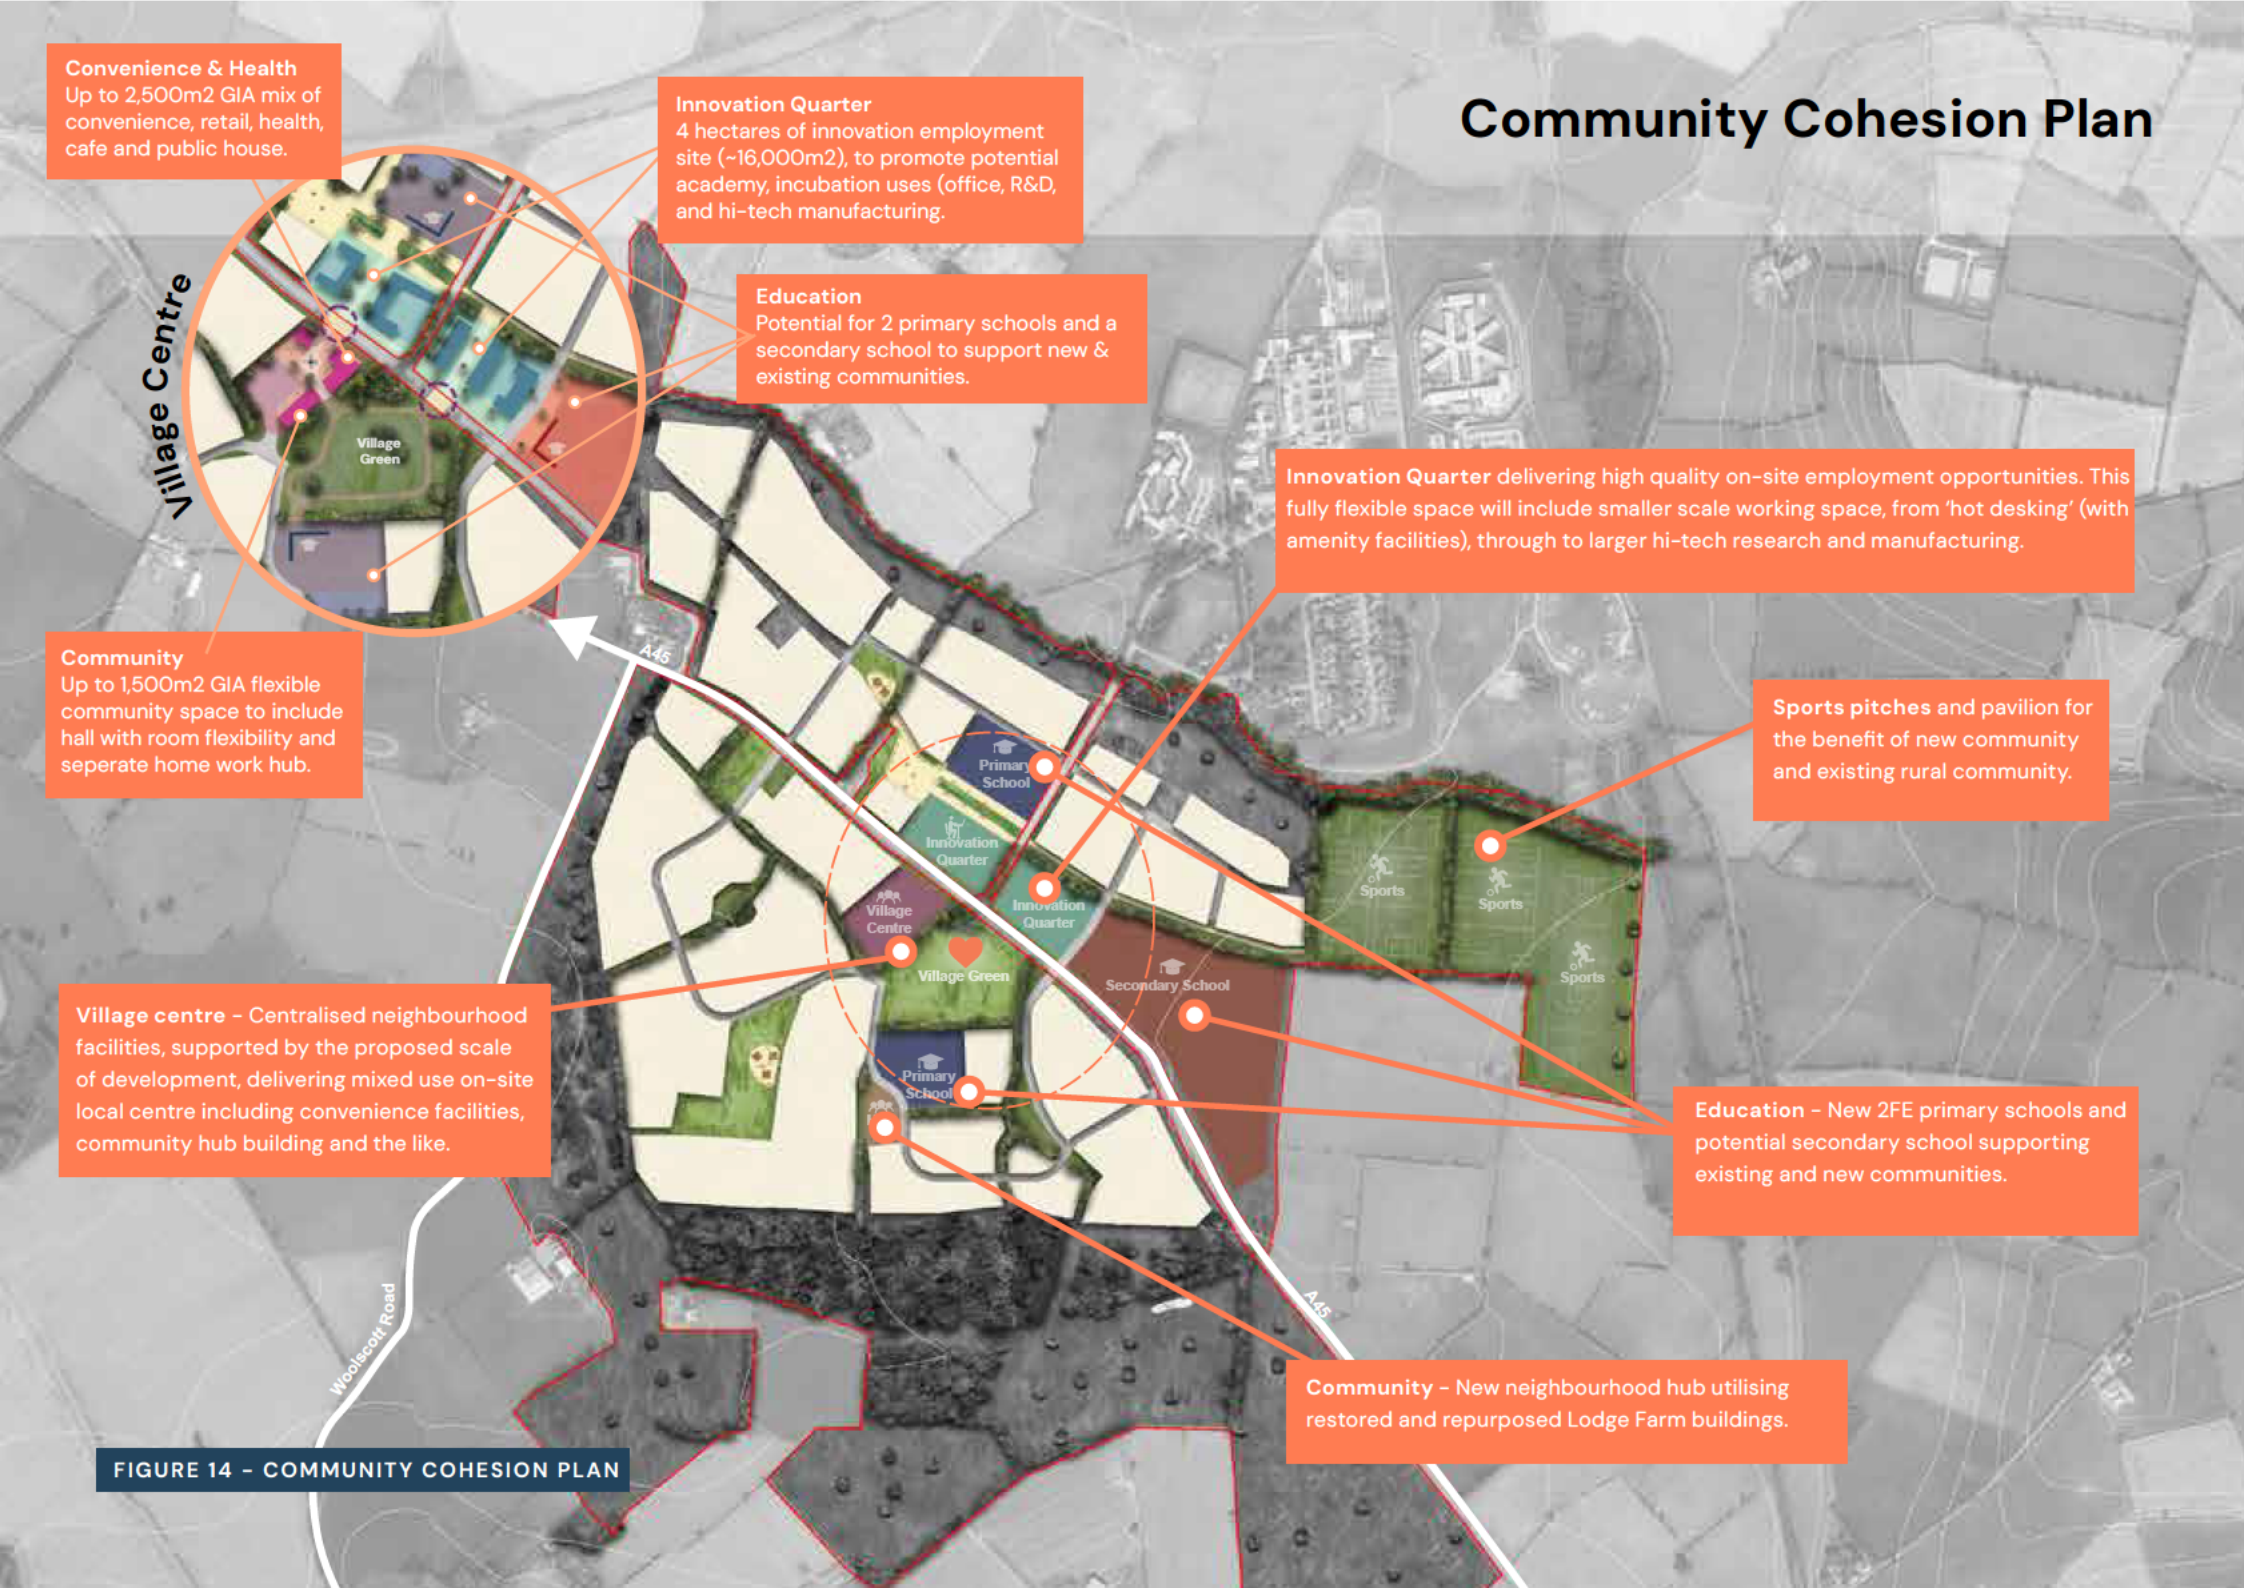 Community Cohesion Plan
Convenience & Health
Up to 2,500m2 GIA mix of
convenience, retail, health,
cafe and public house.
Innovation Quarter
4 hectares of innovation employment
site (~16,000m2), to promote potential
academy, incubation uses (office, R&D,
and hi-tech manufacturing.
Education
Potential for 2 primary schools and a
secondary school to support new &
existing communities.
Village Centre
Village
Green
Community
Up to 1,500m2 GIA flexible
community space to include
hall with room flexibility and
seperate home work hub.
Innovation Quarter delivering high quality on-site employment opportunities. This
fully flexible space will include smaller scale working space, from ‘hot desking’ (with
amenity facilities), through to larger hi-tech research and manufacturing.
Sports pitches and pavilion for
the benefit of new community
and existing rural community.
A45
Primary
School
Innovation
Quarter
Village
Centre
Innovation
Quarter
Village Green
Secondary School
Sports
Sports
Sports
Primary
School
Village centre - Centralised neighbourhood
facilities, supported by the proposed scale
of development, delivering mixed use on-site
local centre including convenience facilities,
community hub building and the like.
Education - New 2FE primary schools and
potential secondary school supporting
existing and new communities.
A45
Woolscott Road
Community - New neighbourhood hub utilising
restored and repurposed Lodge Farm buildings.
FIGURE 14 - COMMUNITY COHESION PLAN